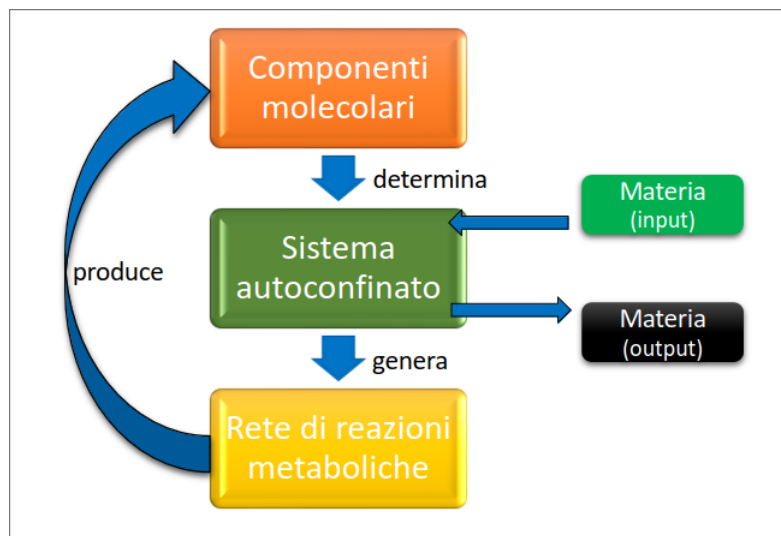 Componenti
molecolari
determina
Materia
(input)
Sistema
autoconfinato
produce
Materia
(output)
genera
Rete di reazioni
metaboliche